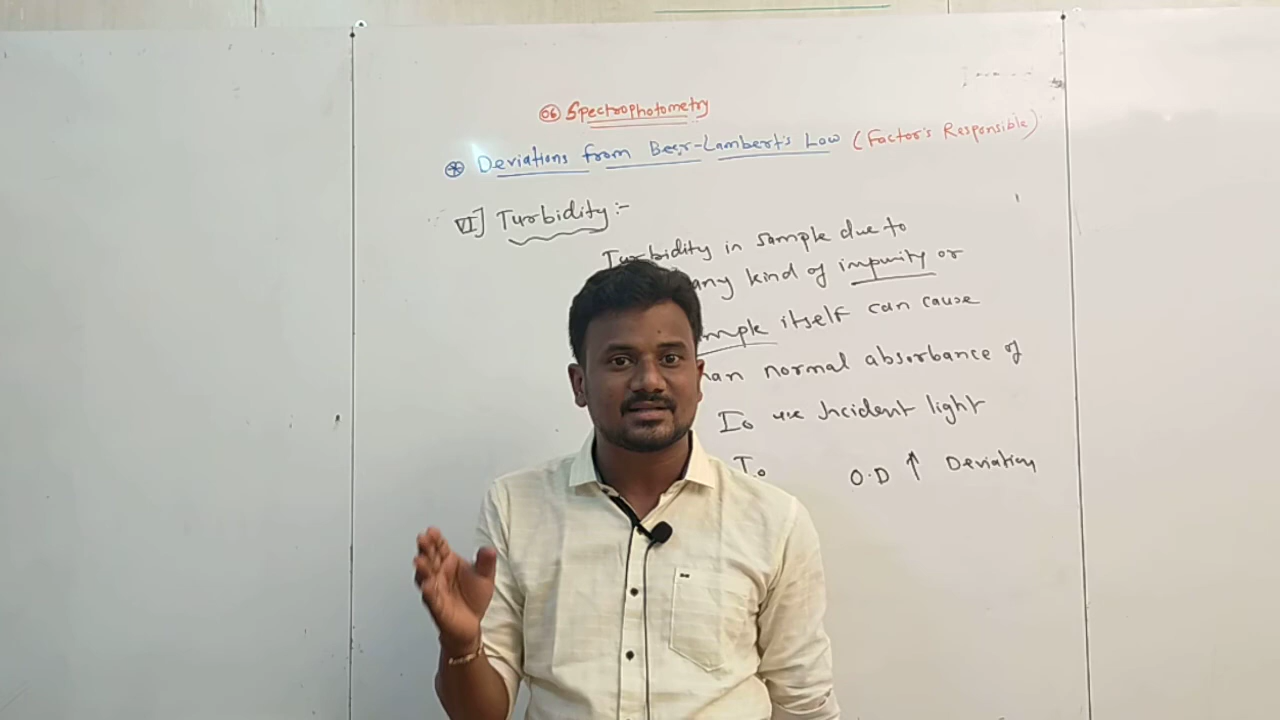 06 Spectrophotometry
Deviations from Beer-Lambert's Law (Factor's Responsible)
VI] Turbidity :-
Turbidity in sample due to
any kind of impurity or
itself can cause
normal absorbance of
Io incident light
Io O.D ↑ Deviation